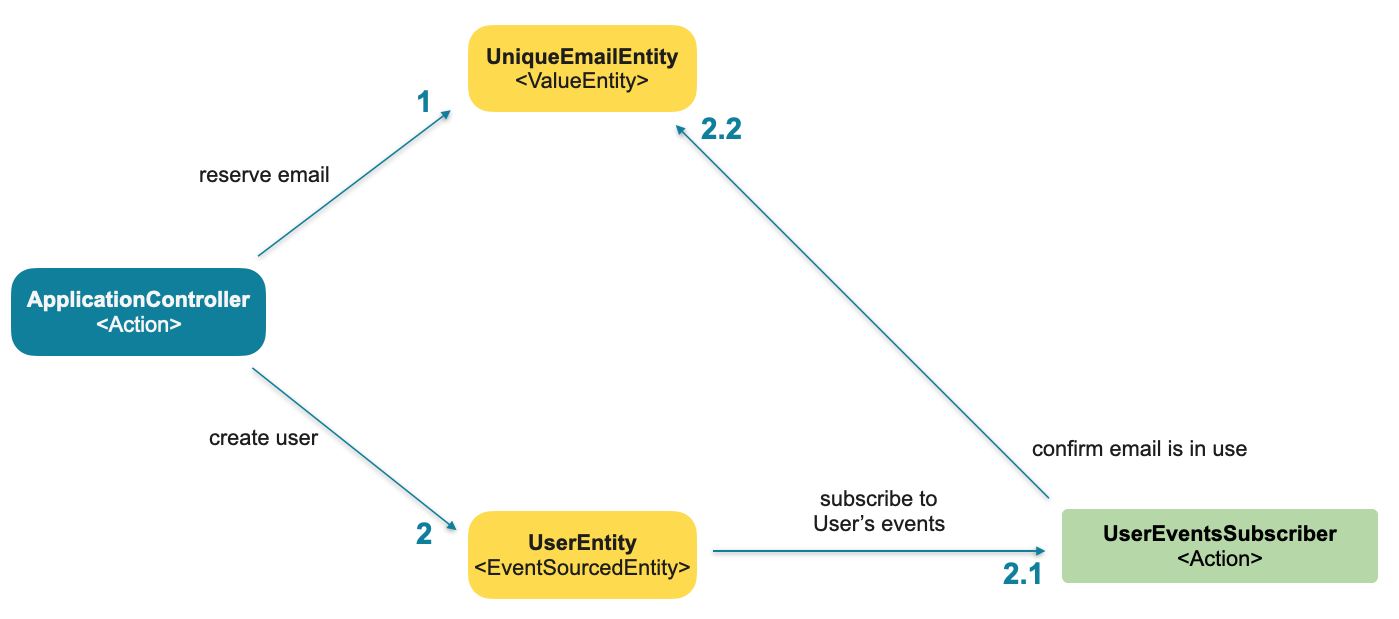 UniqueEmailEntity
<ValueEntity>
1
2.2
reserve email
ApplicationController
<Action>
create user
confirm email is in use
subscribe to
User’s events
2
UserEntity
<EventSourcedEntity>
2.1
UserEventsSubscriber
<Action>